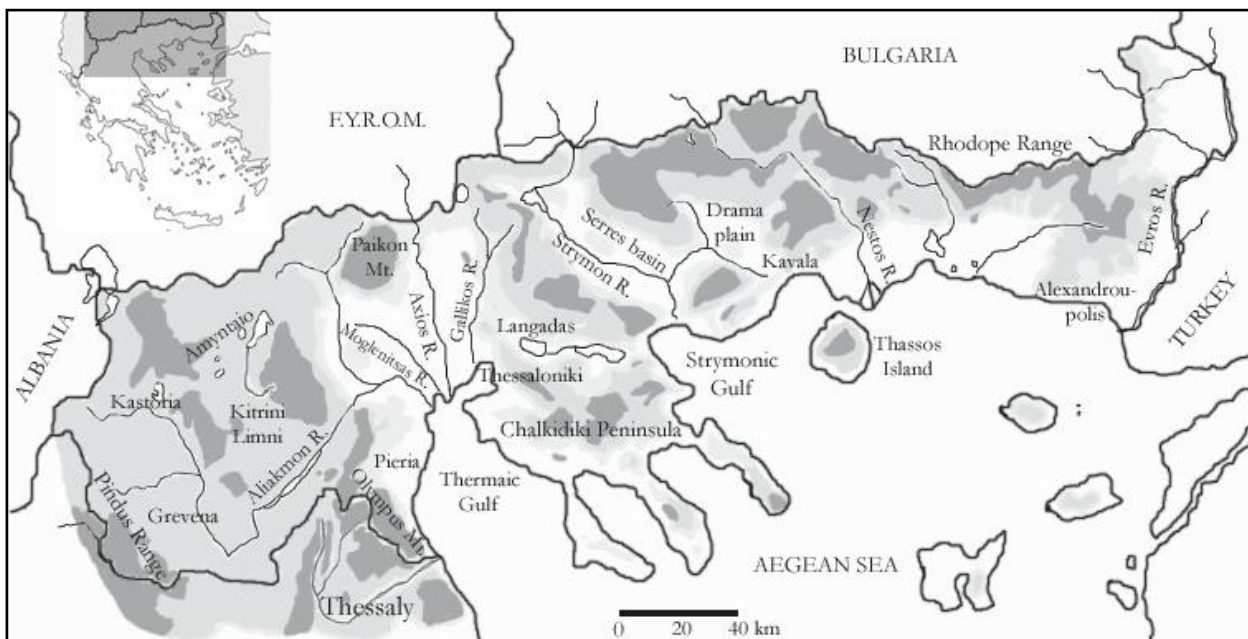 BULGARIA
F.Y.R.O.M.
Rhodope Range
Drama
plain
Paikon
Mt.
Serres basin
Strymon R.
Nestos R.
Evros R.
Kavala
Axios R.
Gallikos R.
Alexandrou-
polis
TURKEY
ALBANIA
Amyntaio
Moglenitsas R.
Langadas
Strymonic
Gulf
Thassos
Island
Thessaloniki
Kastoria
Kitrini
Limni
Chalkidiki Peninsula
Aliakmon R.
Pieria
Thermaic
Gulf
Pindus Range
Grevena
Olympus Mt.
AEGEAN SEA
Thessaly
0 20 40 km